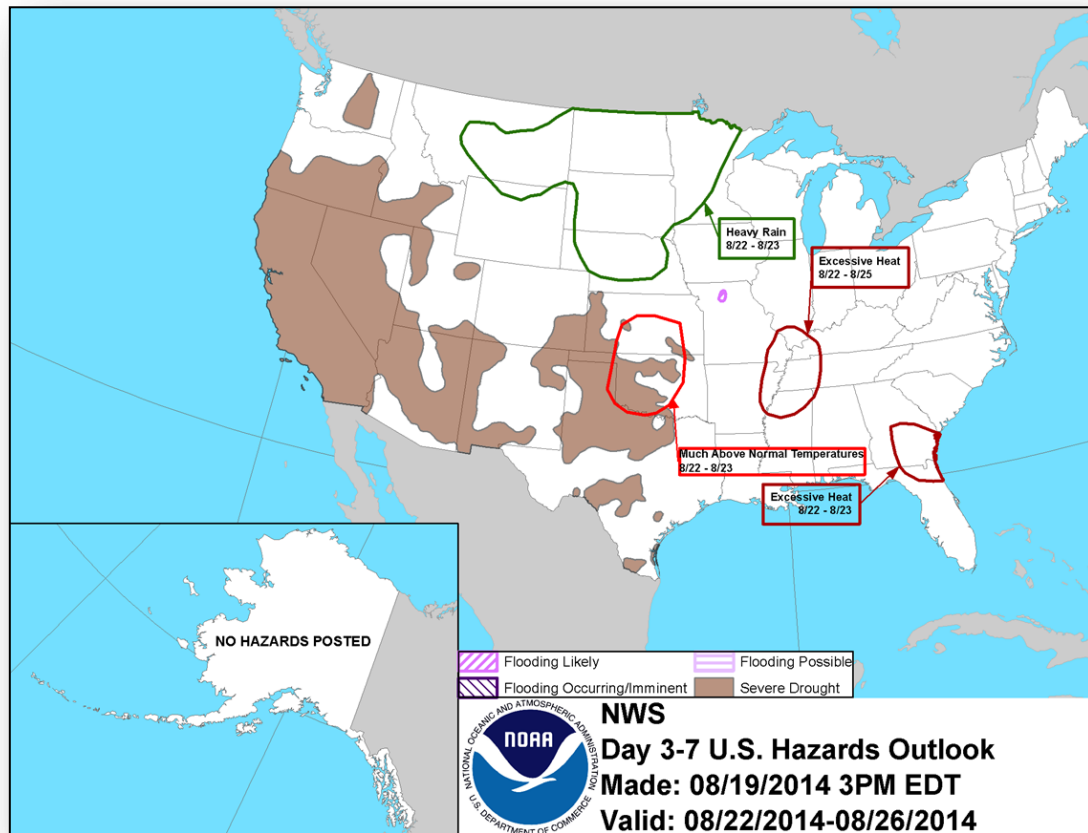 Heavy Rain
8/22 - 8/23
Excessive Heat
8/22 - 8/25
Much Above Normal Temperatures
8/22 - 8/23
Excessive Heat
8/22 - 8/23
NO HAZARDS POSTED
Flooding Likely
Flooding Possible
Flooding Occurring/Imminent
Severe Drought
NATIONAL OCEANIC AND ATMOSPHERIC ADMINISTRATION
NOAA
U.S. DEPARTMENT OF COMMERCE
NWS
Day 3-7 U.S. Hazards Outlook
Made: 08/19/2014 3PM EDT
Valid: 08/22/2014-08/26/2014